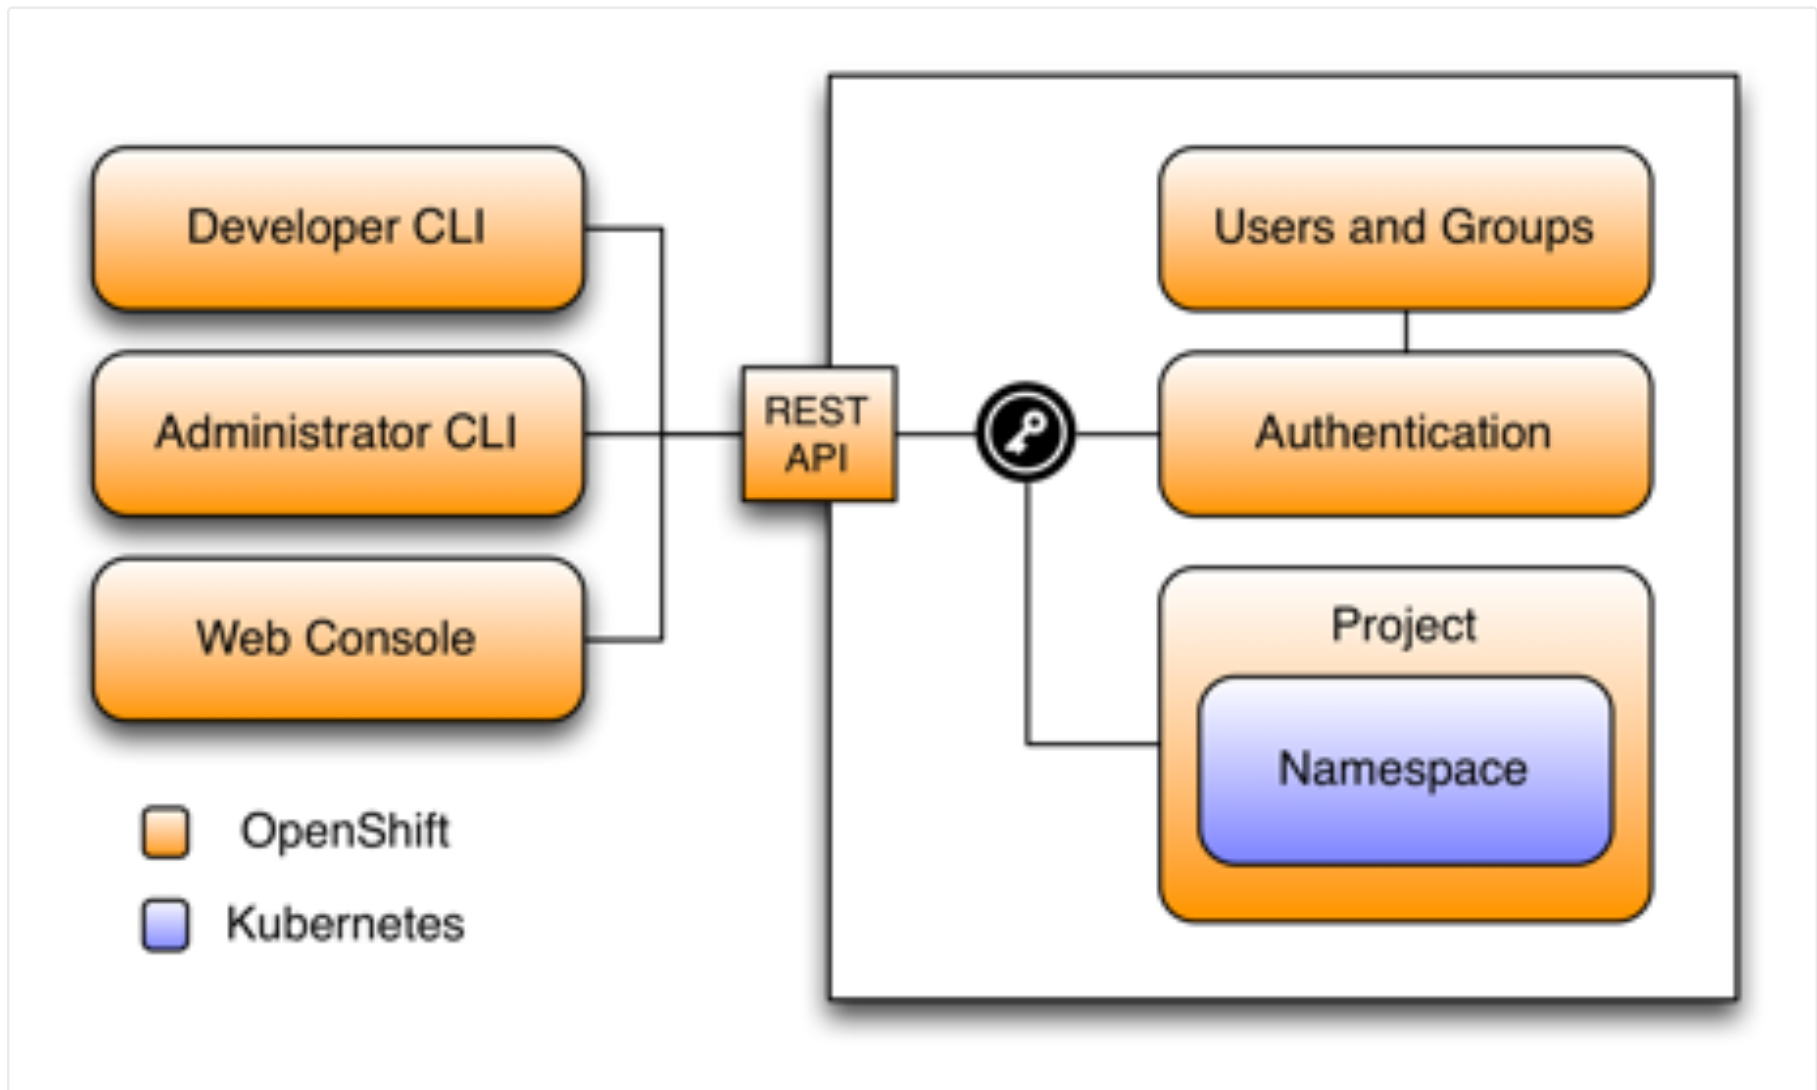 Developer CLI
Administrator CLI
Web Console
OpenShift
Kubernetes
REST
API
Users and Groups
Authentication
Project
Namespace